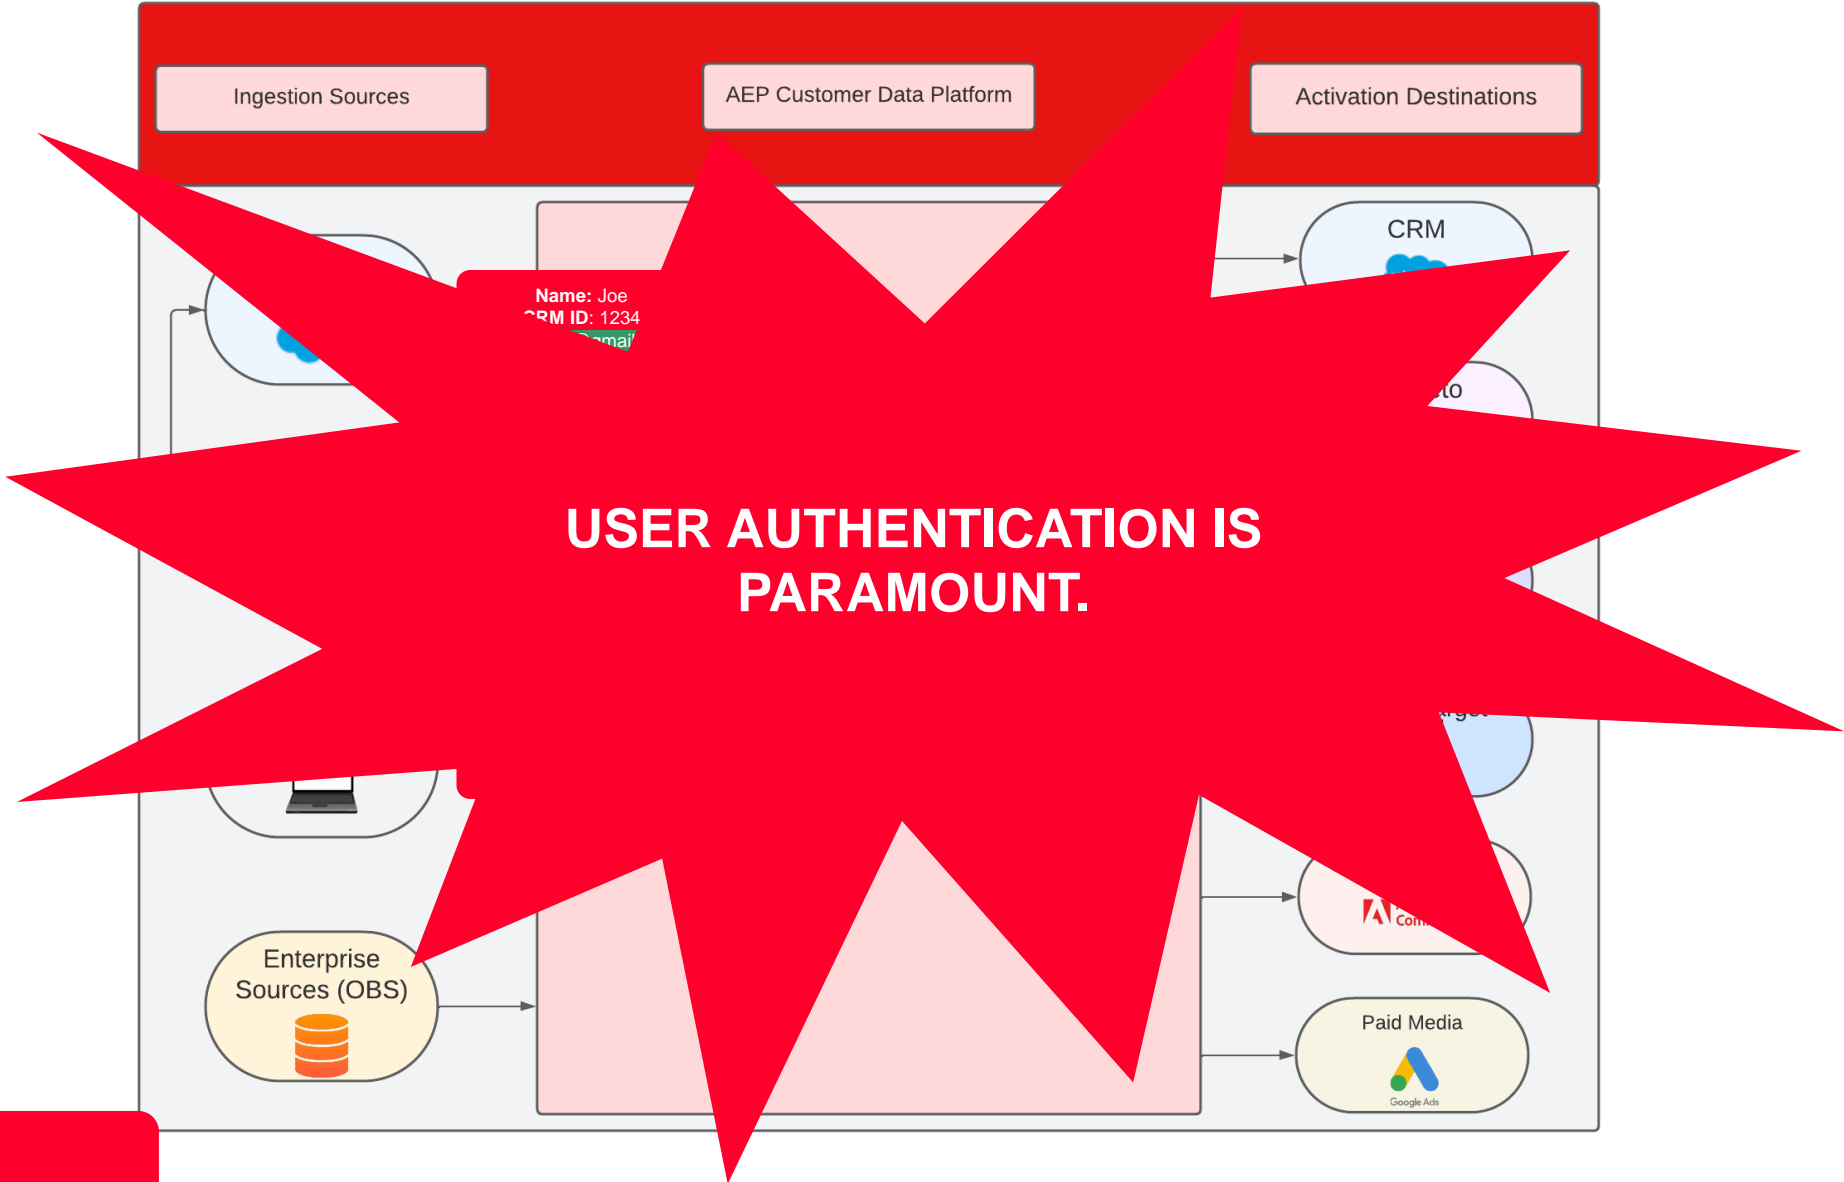 Ingestion Sources
AEP Customer Data Platform
Activation Destinations
CRM
Name: Joe
CRM ID: 1234
USER AUTHENTICATION IS
PARAMOUNT.
Enterprise
Sources (OBS)
Paid Media
Google Ads